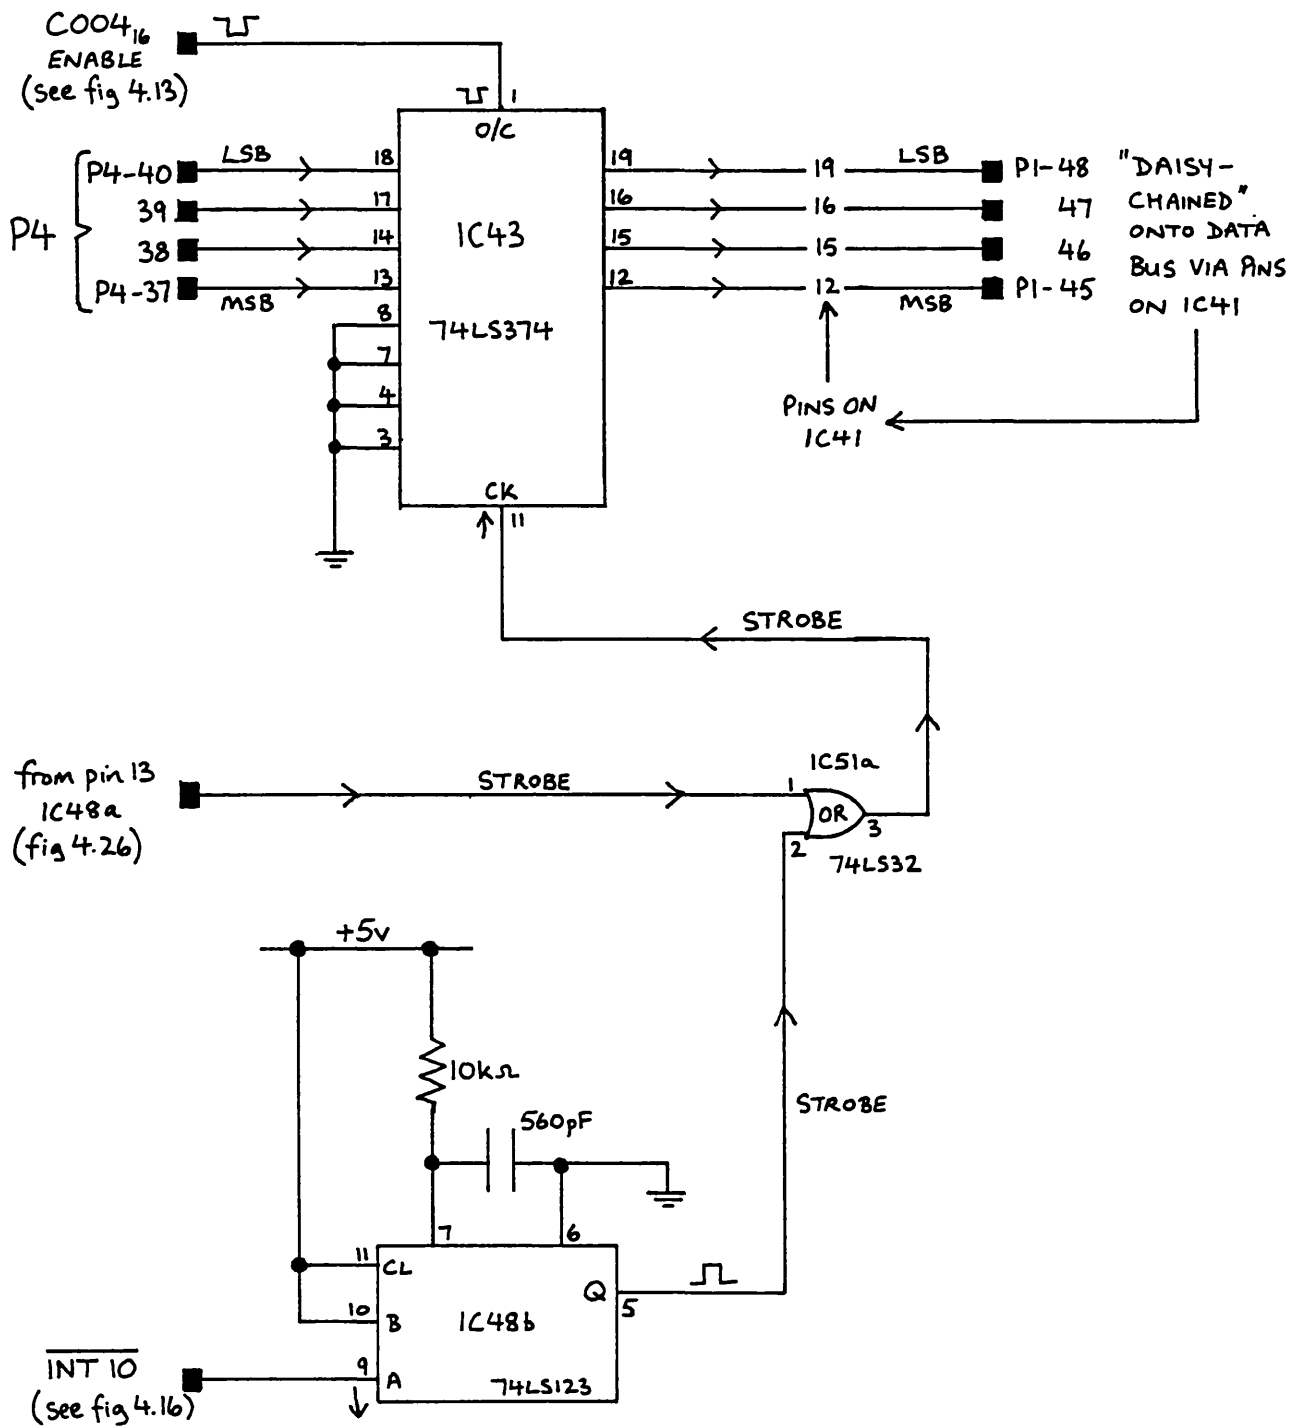 C004₁₆
ENABLE
(see fig 4.13)
1
O/C
P4
P4-40
LSB
18
39
17
38
14
P4-37
MSB
13
8
7
4
3
IC43
74LS374
CK
11
19
19
LSB
P1-48
16
16
47
15
15
46
12
12
MSB
P1-45
"DAISY-
CHAINED"
ONTO DATA
BUS VIA PINS
ON IC41
PINS ON
IC41
STROBE
from pin 13
IC48a
(fig 4.26)
STROBE
IC51a
1
OR
3
2
74LS32
+5v
10kΩ
560pF
STROBE
7
6
11
CL
Q
5
10
B
IC48b
INT 10
(see fig 4.16)
9
A
74LS123